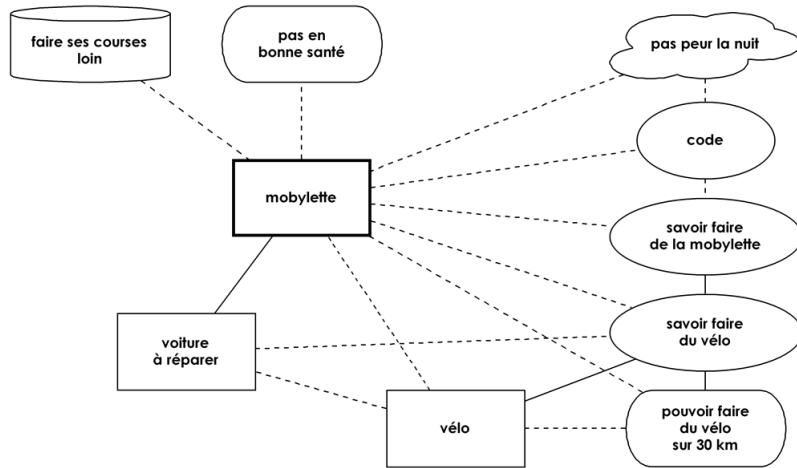 faire ses courses
loin
pas en
bonne santé
pas peur la nuit
code
mobylette
savoir faire
de la mobylette
voiture
à réparer
savoir faire
du vélo
vélo
pouvoir faire
du vélo
sur 30 km